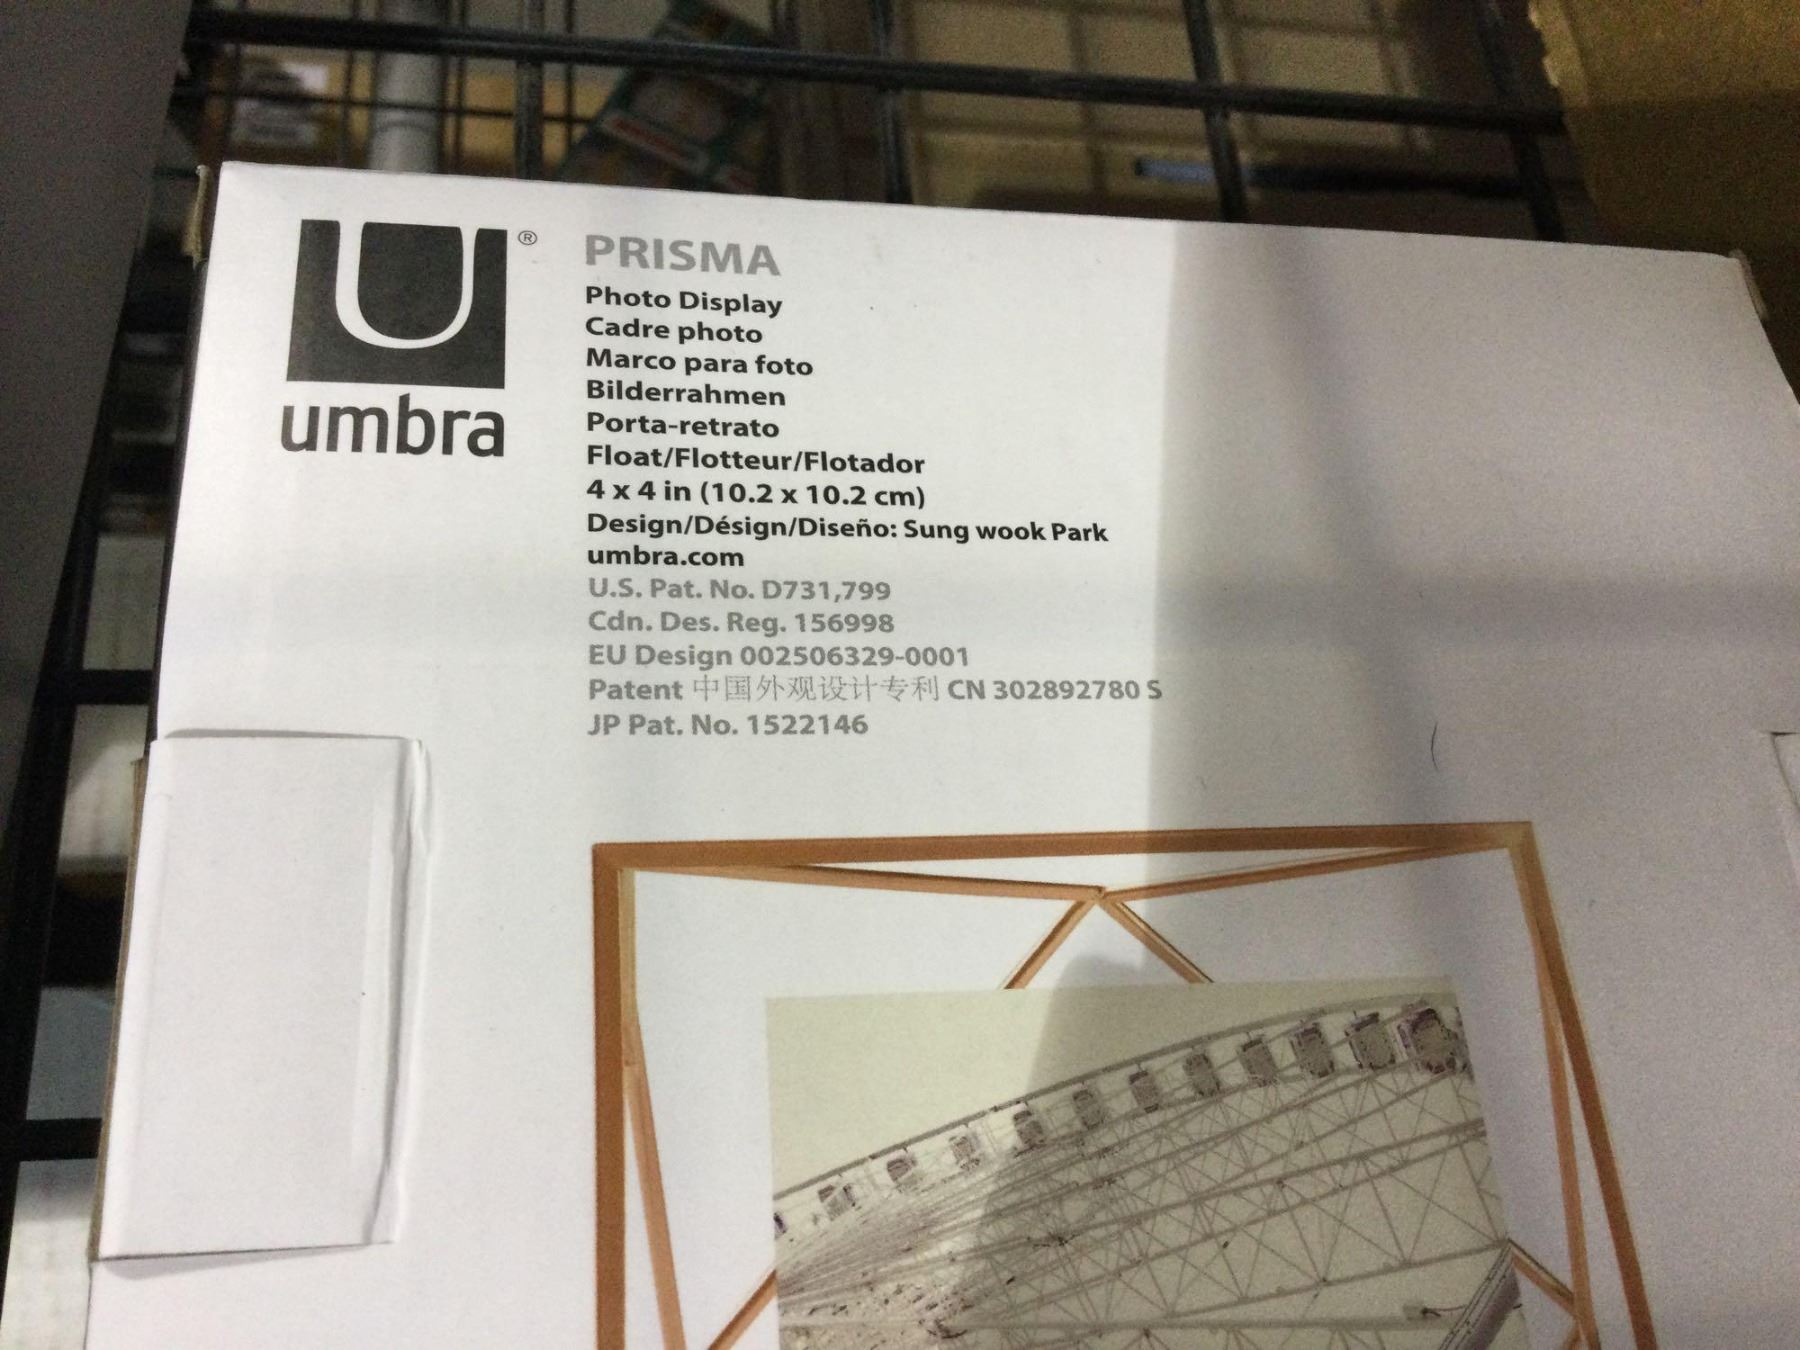 umbra
®
PRISMA
Photo Display
Cadre photo
Marco para foto
Bilderrahmen
Porta-retrato
Float/Flotteur/Flotador
4 x 4 in (10.2 x 10.2 cm)
Design/Désign/Diseño: Sung wook Park
umbra.com
U.S. Pat. No. D731,799
Cdn. Des. Reg. 156998
EU Design 002506329-0001
Patent 中国外观设计专利 CN 302892780 S
JP Pat. No. 1522146